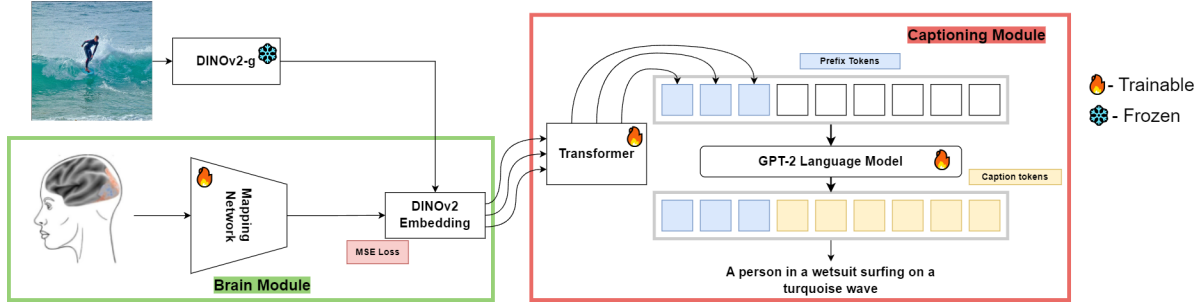 DINOv2-g
Captioning Module
Prefix Tokens
- Trainable
- Frozen
Transformer
GPT-2 Language Model
Caption tokens
Mapping
Network
DINOv2
Embedding
MSE Loss
Brain Module
A person in a wetsuit surfing on a
turquoise wave